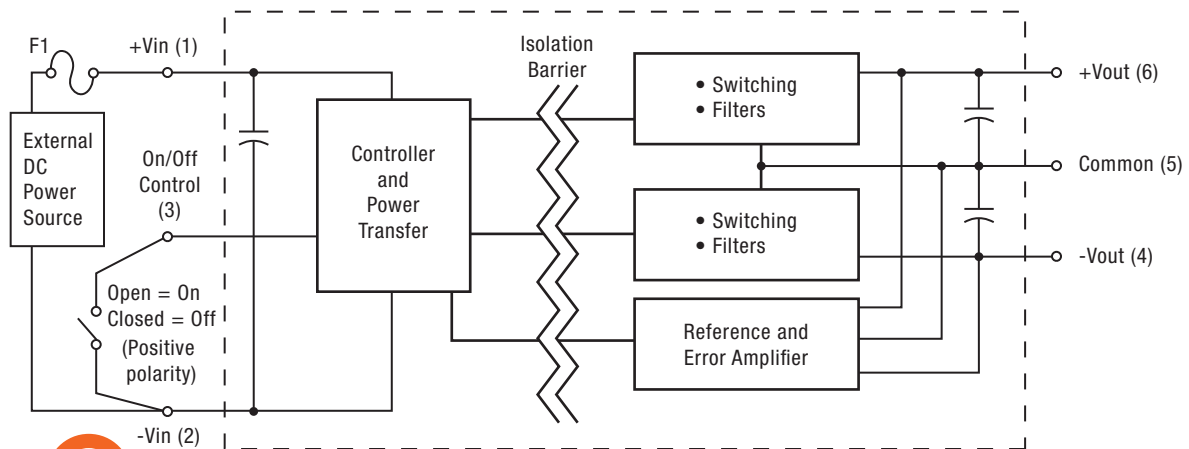 F1
+Vin (1)
External
DC
Power
Source
On/Off
Control
(3)
Open = On
Closed = Off
(Positive
polarity)
-Vin (2)
Controller
and
Power
Transfer
Isolation
Barrier
• Switching
• Filters
• Switching
• Filters
Reference and
Error Amplifier
+Vout (6)
Common (5)
-Vout (4)